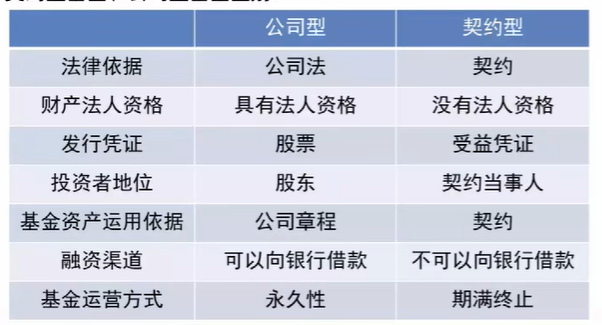 公司型 契约型
法律依据 公司法 契约
财产法人资格 具有法人资格 没有法人资格
发行凭证 股票 受益凭证
投资者地位 股东 契约当事人
基金资产运用依据 公司章程 契约
融资渠道 可以向银行借款 不可以向银行借款
基金运营方式 永久性 期满终止